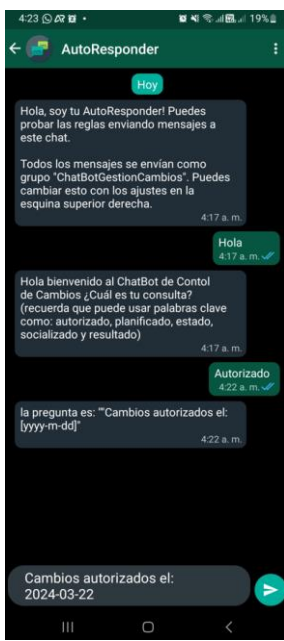 4:23
19%
AutoResponder
Hoy
Hola, soy tu AutoResponder! Puedes
probar las reglas enviando mensajes a
este chat.
Todos los mensajes se envían como
grupo "ChatBotGestionCambios". Puedes
cambiar esto con los ajustes en la
esquina superior derecha.
4:17 a. m.
Hola
4:17 a. m.
Hola bienvenido al ChatBot de Contol
de Cambios ¿Cuál es tu consulta?
(recuerda que puede usar palabras clave
como: autorizado, planificado, estado,
socializado y resultado)
4:17 a. m.
Autorizado
4:22 a. m.
la pregunta es: ""Cambios autorizados el:
[yyyy-m-dd]"
4:22 a. m.
Cambios autorizados el:
2024-03-22